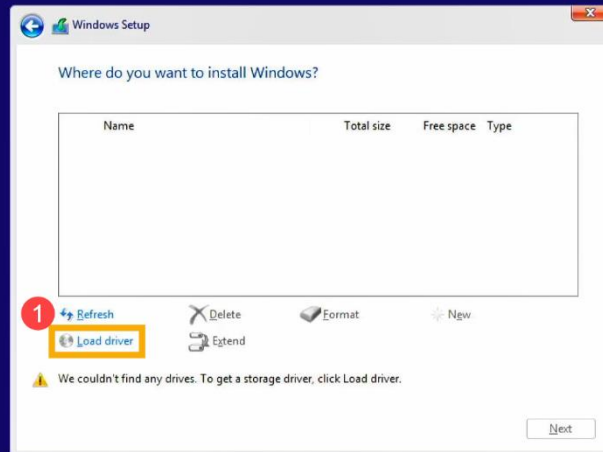 Windows Setup
Where do you want to install Windows?
Name Total size Free space Type
1 Refresh Delete Format New
Load driver Extend
We couldn't find any drives. To get a storage driver, click Load driver.
Next